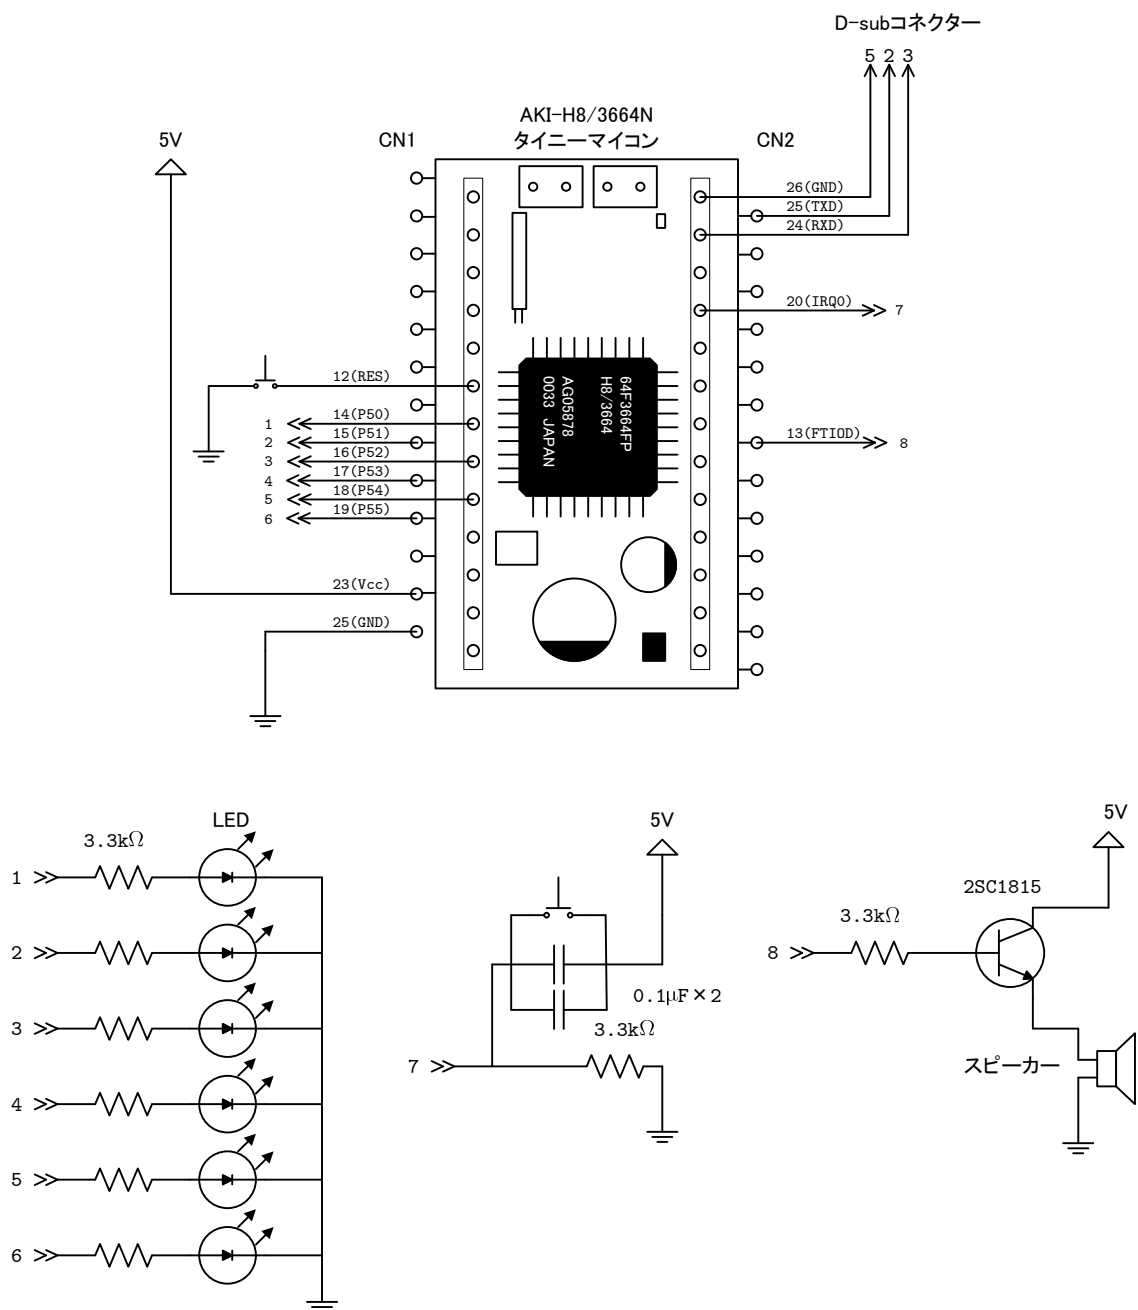 D-subコネクター
5 2 3
AKI-H8/3664N
タイニーマイコン
5V
CN1
CN2
26(GND)
25(TXD)
24(RXD)
20(IRQ0)
7
12(RES)
14(P50)
1
15(P51)
2
16(P52)
3
17(P53)
4
18(P54)
5
19(P55)
6
13(FTIOD)
8
64F3664FP
H8/3664
AG05878
0033 JAPAN
23(Vcc)
25(GND)
LED
3.3kΩ
1
2
3
4
5
6
5V
0.1μF×2
3.3kΩ
7
5V
2SC1815
3.3kΩ
8
スピーカー